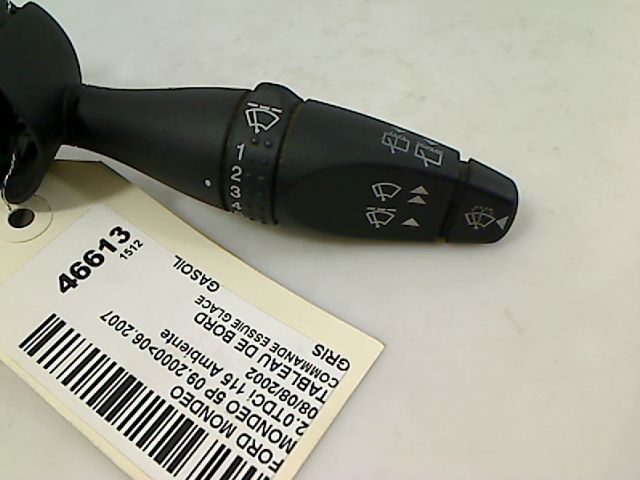 1
2
3
4
46613
1512
FORD MONDEO
MONDEO 5P 09.2000>06.2007
2.0TDCi 115 Ambiente
08/08/2002
TABLEAU DE BORD
COMMANDE ESSUIE GLACE
GRIS
GASOIL